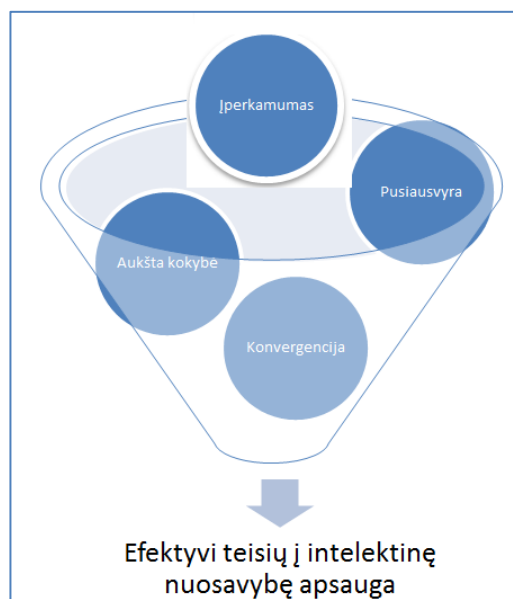 Įperkamumas
Pusiausvyra
Aukšta kokybė
Konvergencija
Efektyvi teisių į intelektinę
nuosavybę apsauga